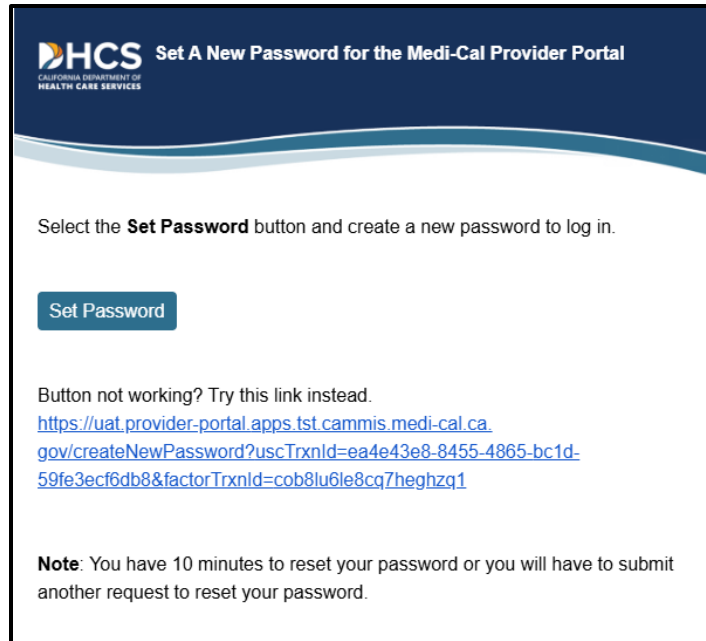 DHCS
CALIFORNIA DEPARTMENT OF
HEALTH CARE SERVICES
Set A New Password for the Medi-Cal Provider Portal
Select the Set Password button and create a new password to log in.
Set Password
Button not working? Try this link instead.
https://uat.provider-portal.apps.tst.cammis.medi-cal.ca.
gov/createNewPassword?uscTrxnId=ea4e43e8-8455-4865-bc1d-
59fe3ecf6db8&factorTrxnId=cob8lu6le8cq7heghzq1
Note: You have 10 minutes to reset your password or you will have to submit
another request to reset your password.